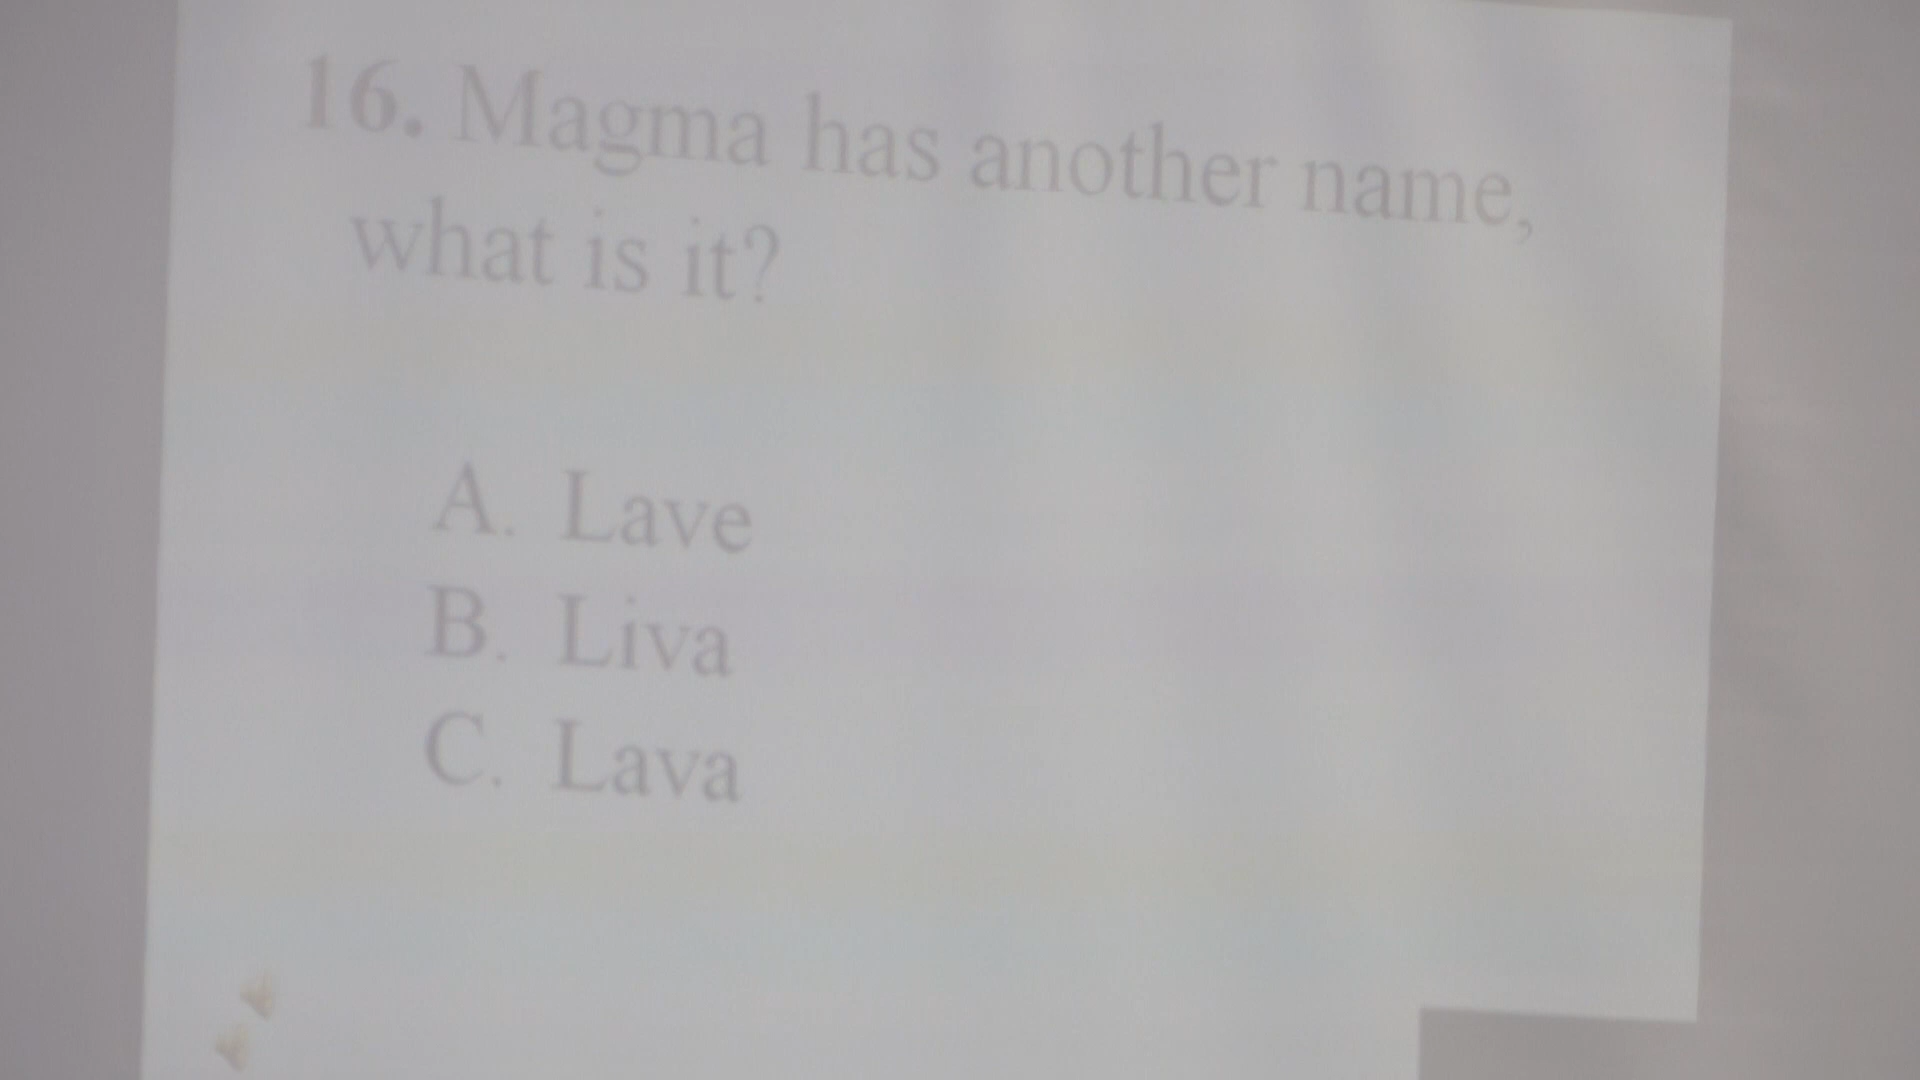 16. Magma has another name,
what is it?
A. Lave
B. Liva
C. Lava